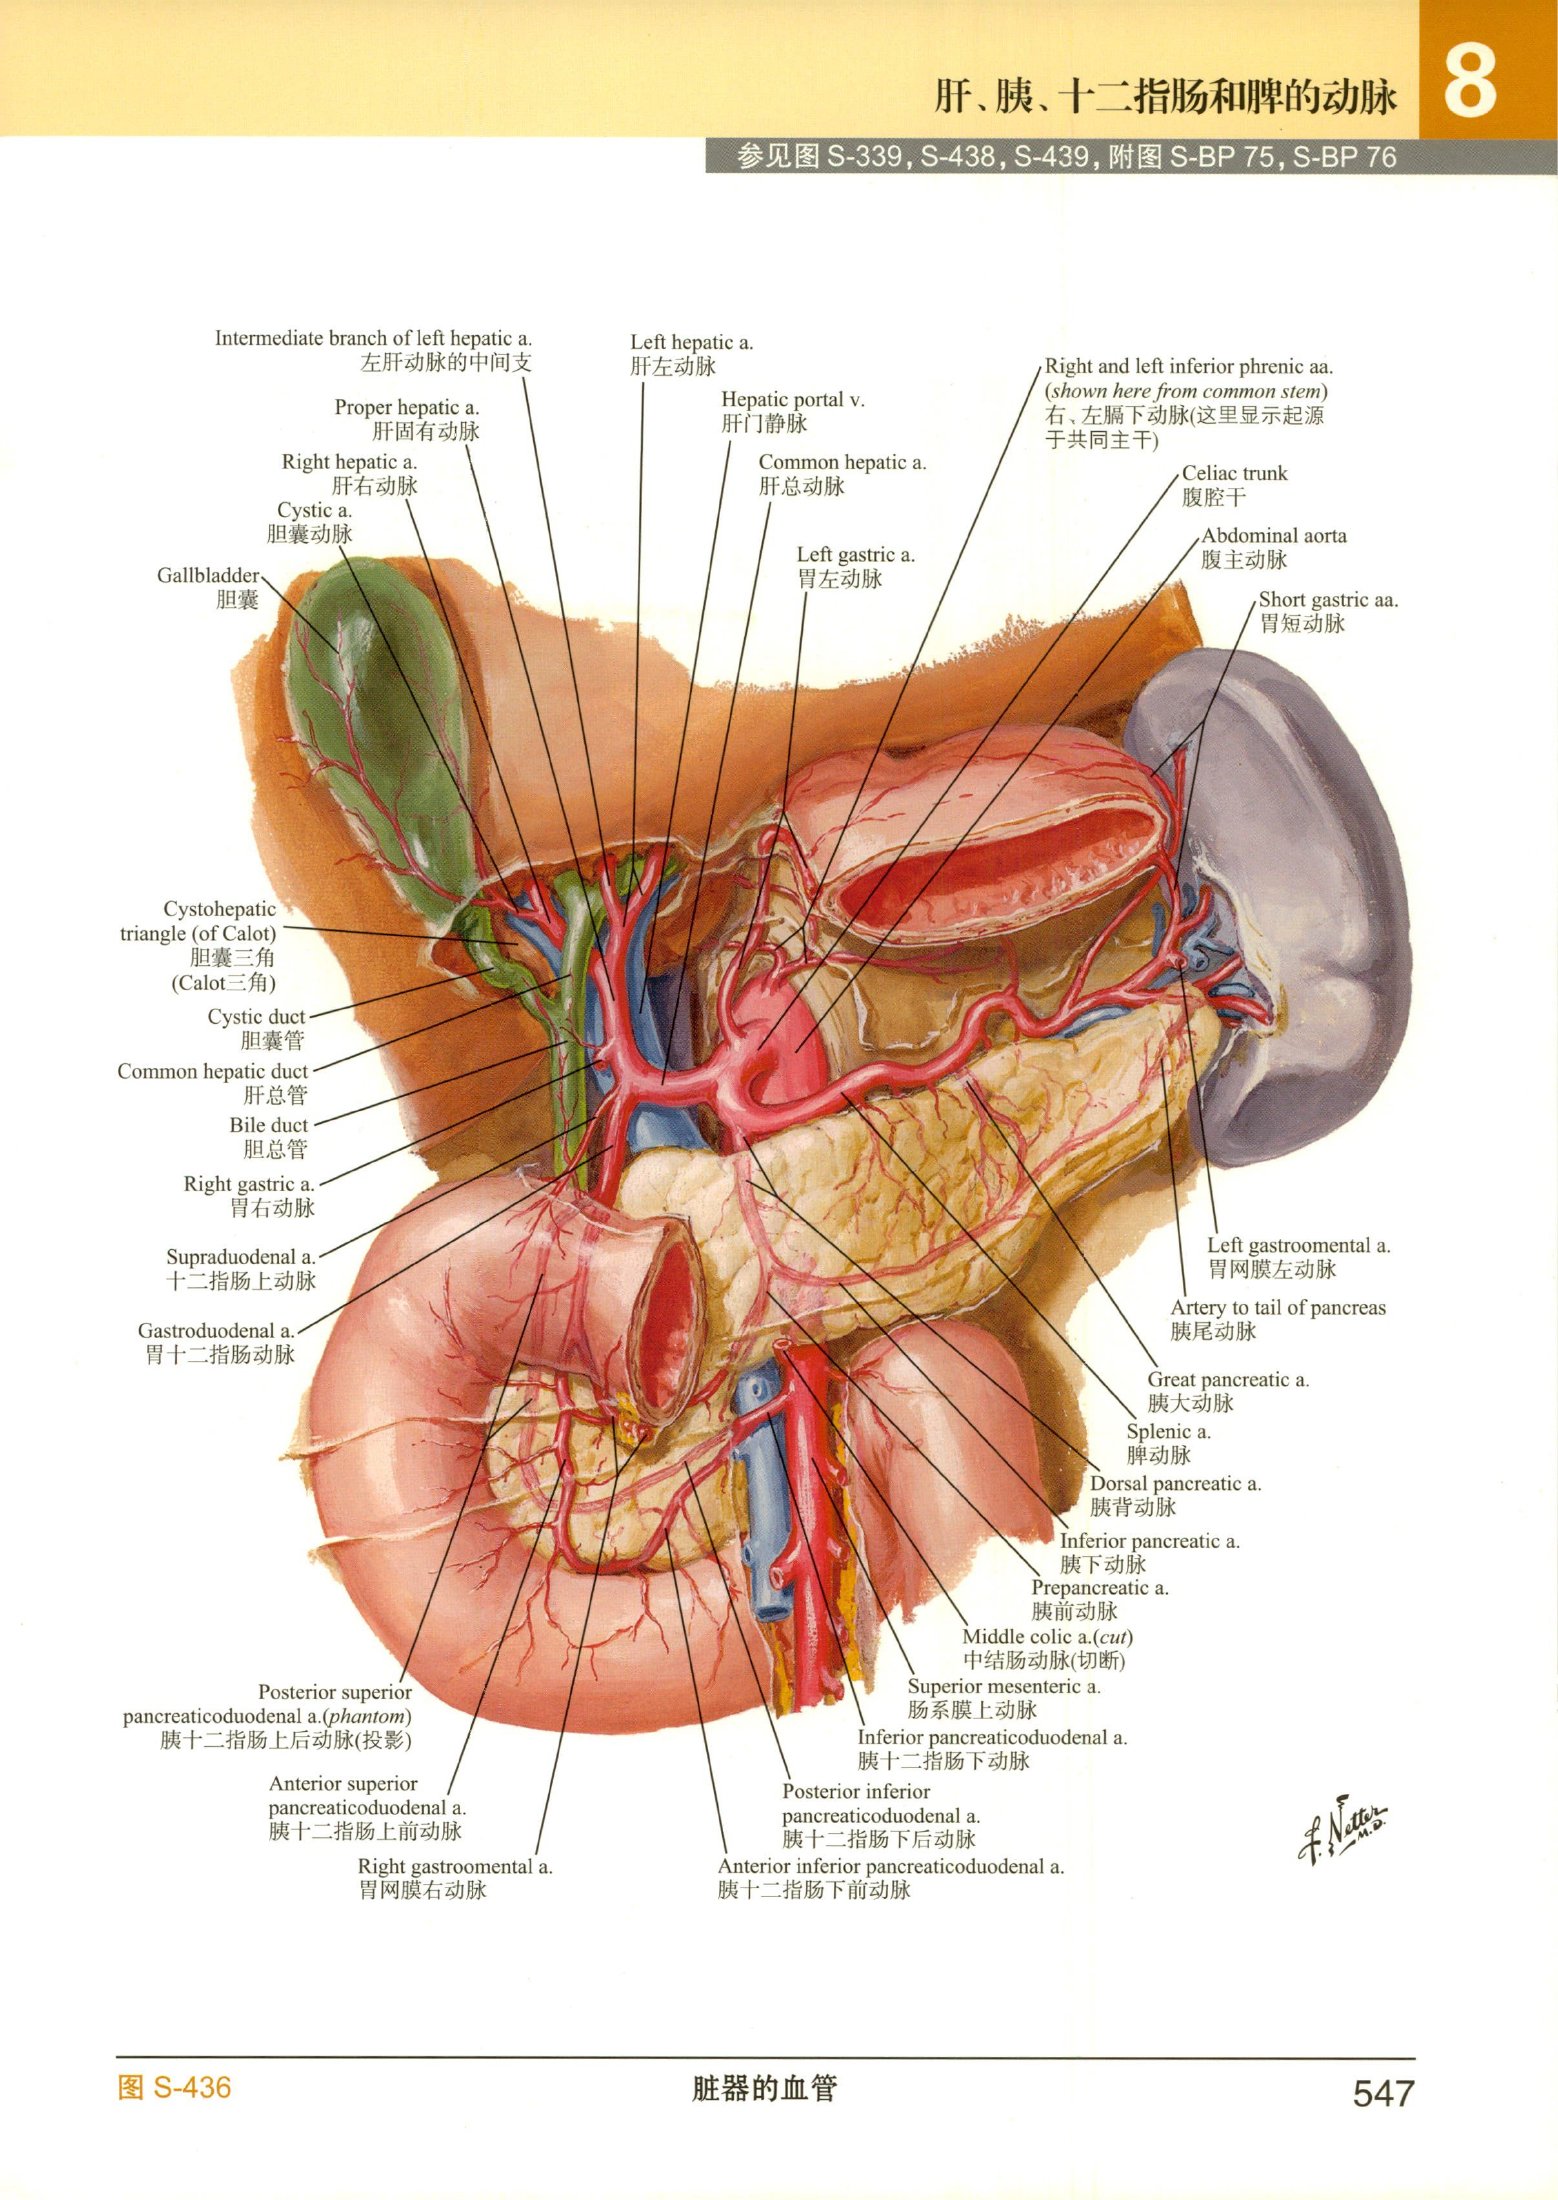 肝、胰、十二指肠和脾的动脉
8
参见图 S-339, S-438, S-439, 附图 S-BP 75, S-BP 76
Intermediate branch of left hepatic a.
左肝动脉的中间支
Proper hepatic a.
肝固有动脉
Right hepatic a.
肝右动脉
Cystic a.
胆囊动脉
Gallbladder
胆囊
Left hepatic a.
肝左动脉
Hepatic portal v.
肝门静脉
Common hepatic a.
肝总动脉
Left gastric a.
胃左动脉
Right and left inferior phrenic aa.
(shown here from common stem)
右、左膈下动脉(这里显示起源
于共同主干)
Celiac trunk
腹腔干
Abdominal aorta
腹主动脉
Short gastric aa.
胃短动脉
Cystohepatic
triangle (of Calot)
胆囊三角
(Calot三角)
Cystic duct
胆囊管
Common hepatic duct
肝总管
Bile duct
胆总管
Right gastric a.
胃右动脉
Supraduodenal a.
十二指肠上动脉
Gastroduodenal a.
胃十二指肠动脉
Left gastroomental a.
胃网膜左动脉
Artery to tail of pancreas
胰尾动脉
Great pancreatic a.
胰大动脉
Splenic a.
脾动脉
Dorsal pancreatic a.
胰背动脉
Inferior pancreatic a.
胰下动脉
Prepancreatic a.
胰前动脉
Middle colic a.(cut)
中结肠动脉(切断)
Superior mesenteric a.
肠系膜上动脉
Inferior pancreaticoduodenal a.
胰十二指肠下动脉
Posterior inferior
pancreaticoduodenal a.
胰十二指肠下后动脉
Anterior inferior pancreaticoduodenal a.
胰十二指肠下前动脉
Posterior superior
pancreaticoduodenal a.(phantom)
胰十二指肠上后动脉(投影)
Anterior superior
pancreaticoduodenal a.
胰十二指肠上前动脉
Right gastroomental a.
胃网膜右动脉
F. Netter
M.D.
图 S-436
脏器的血管
547